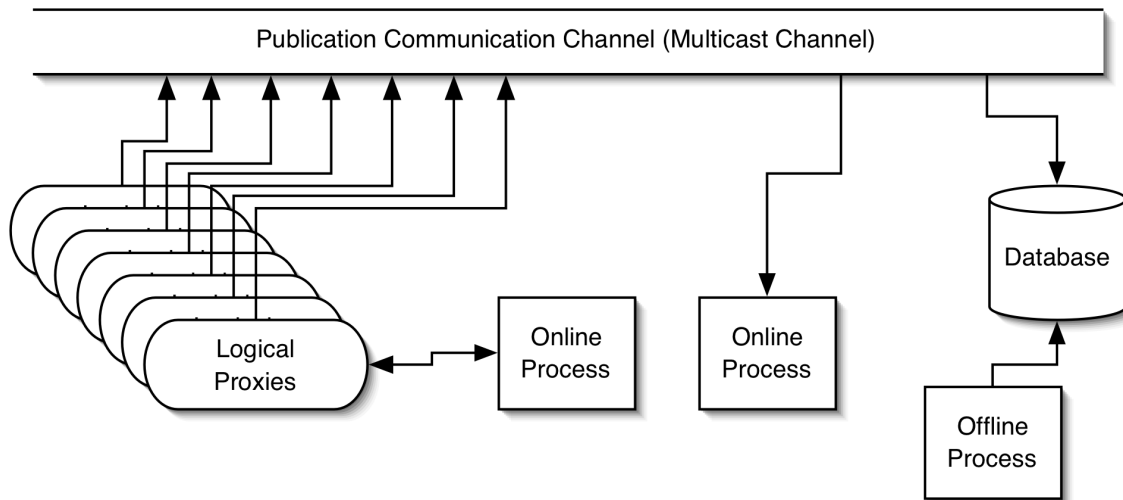 Publication Communication Channel (Multicast Channel)
Database
Online
Process
Online
Process
Logical
Proxies
Offline
Process